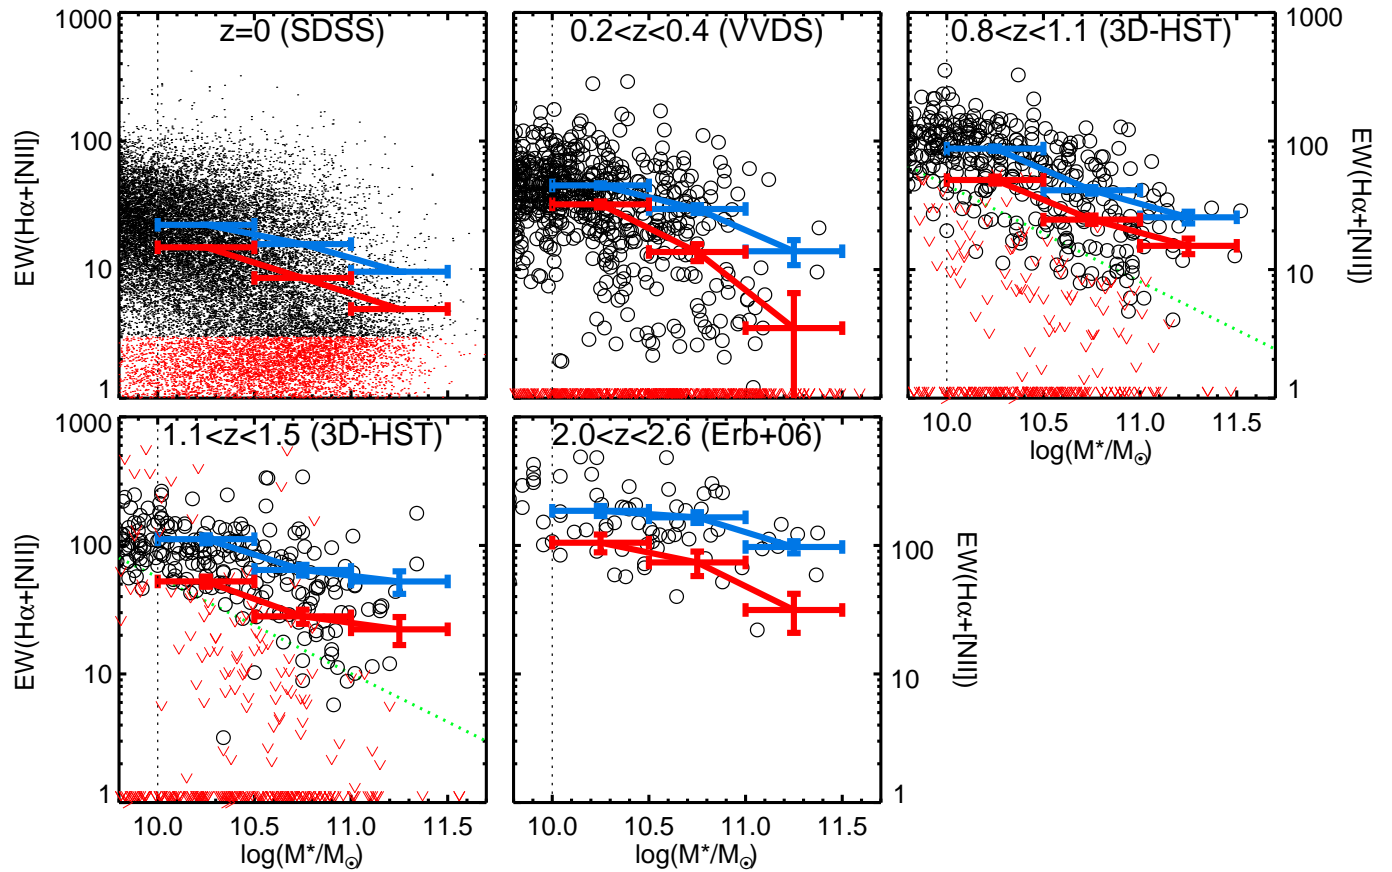 z=0 (SDSS)
0.2<z<0.4 (VVDS)
0.8<z<1.1 (3D-HST)
1000
100
10
1
EW(Hα+[NII])
1000
100
10
1
EW(Hα+[NII])
10.0 10.5 11.0 11.5
log(M*/M☉)
1.1<z<1.5 (3D-HST)
2.0<z<2.6 (Erb+06)
1000
100
10
1
EW(Hα+[NII])
100
10
1
EW(Hα+[NII])
10.0 10.5 11.0 11.5
log(M*/M☉)
10.0 10.5 11.0 11.5
log(M*/M☉)